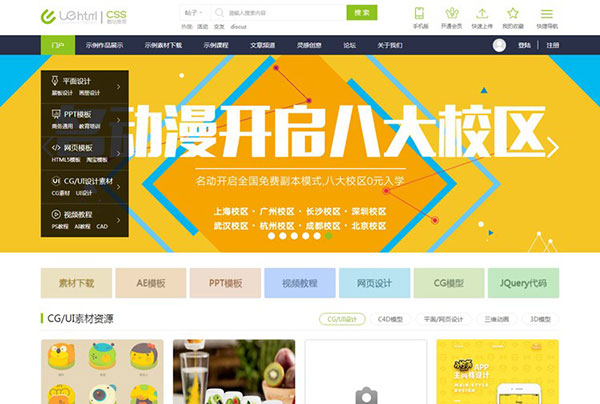 UEhtml CSS
帖子 请输入搜索内容 搜索
热搜: 活动 交友 discuz
手机版 开通会员 快速上传 我的收藏 快捷导航
门户 示例作品展示 示例素材下载 示例课程 文章频道 灵感创意 论坛 关于我们 登陆 注册
平面设计
展板设计 画册设计
PPT模板
商务通用 教育培训
网页模板
HTML5模板 淘宝模板
CG/UI设计素材
CG素材 UI设计
视频教程
PS教程 AI教程 CAD
名动漫开启八大校区
名动开启全国免费副本模式,八大校区0元入学
上海校区·广州校区·长沙校区·深圳校区
武汉校区·杭州校区·成都校区·北京校区
素材下载 AE模板 PPT模板 视频教程 网页设计 CG模型 JQuery代码
CG/UI素材资源 CG/UI设计 C4D模型 平面/网页设计 三维动画 3D模型
APP
主风格设计
MAIN STYLE
DESIGN